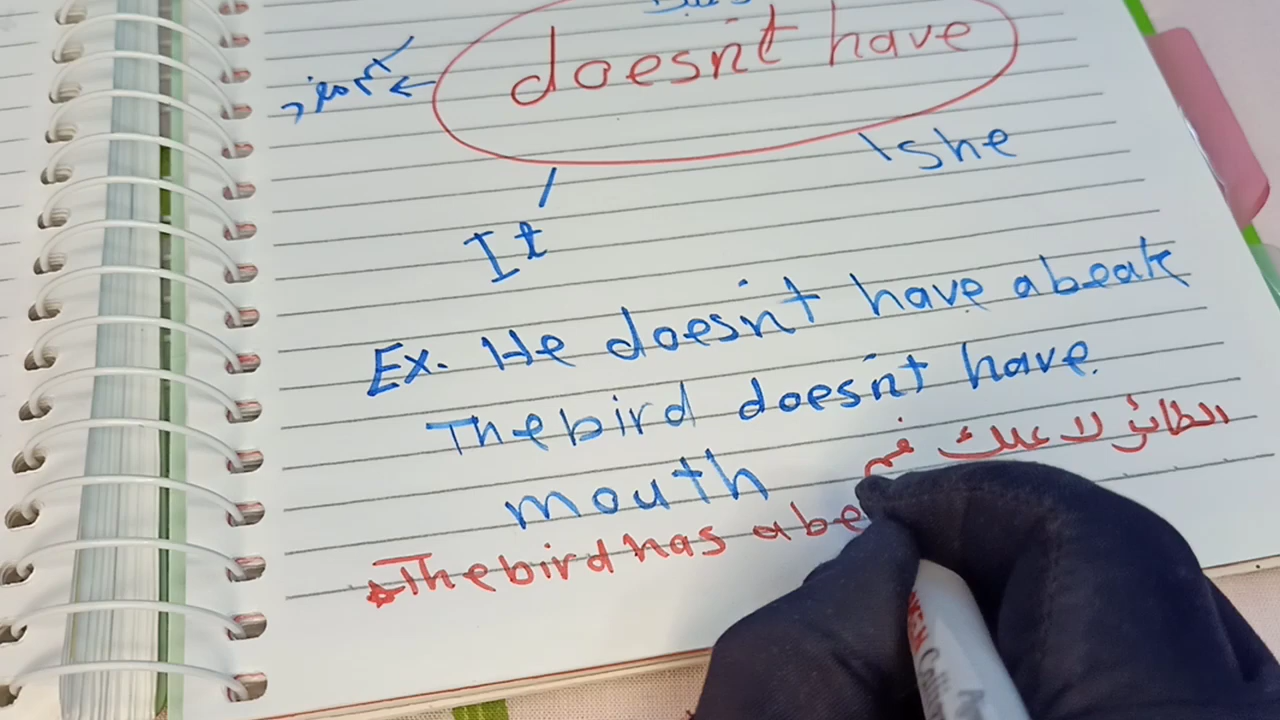 doesn't have
she
It
Ex. He doesn't have a beak
The bird doesn't have.
الطائر لا يملك فم
mouth
The bird has a be